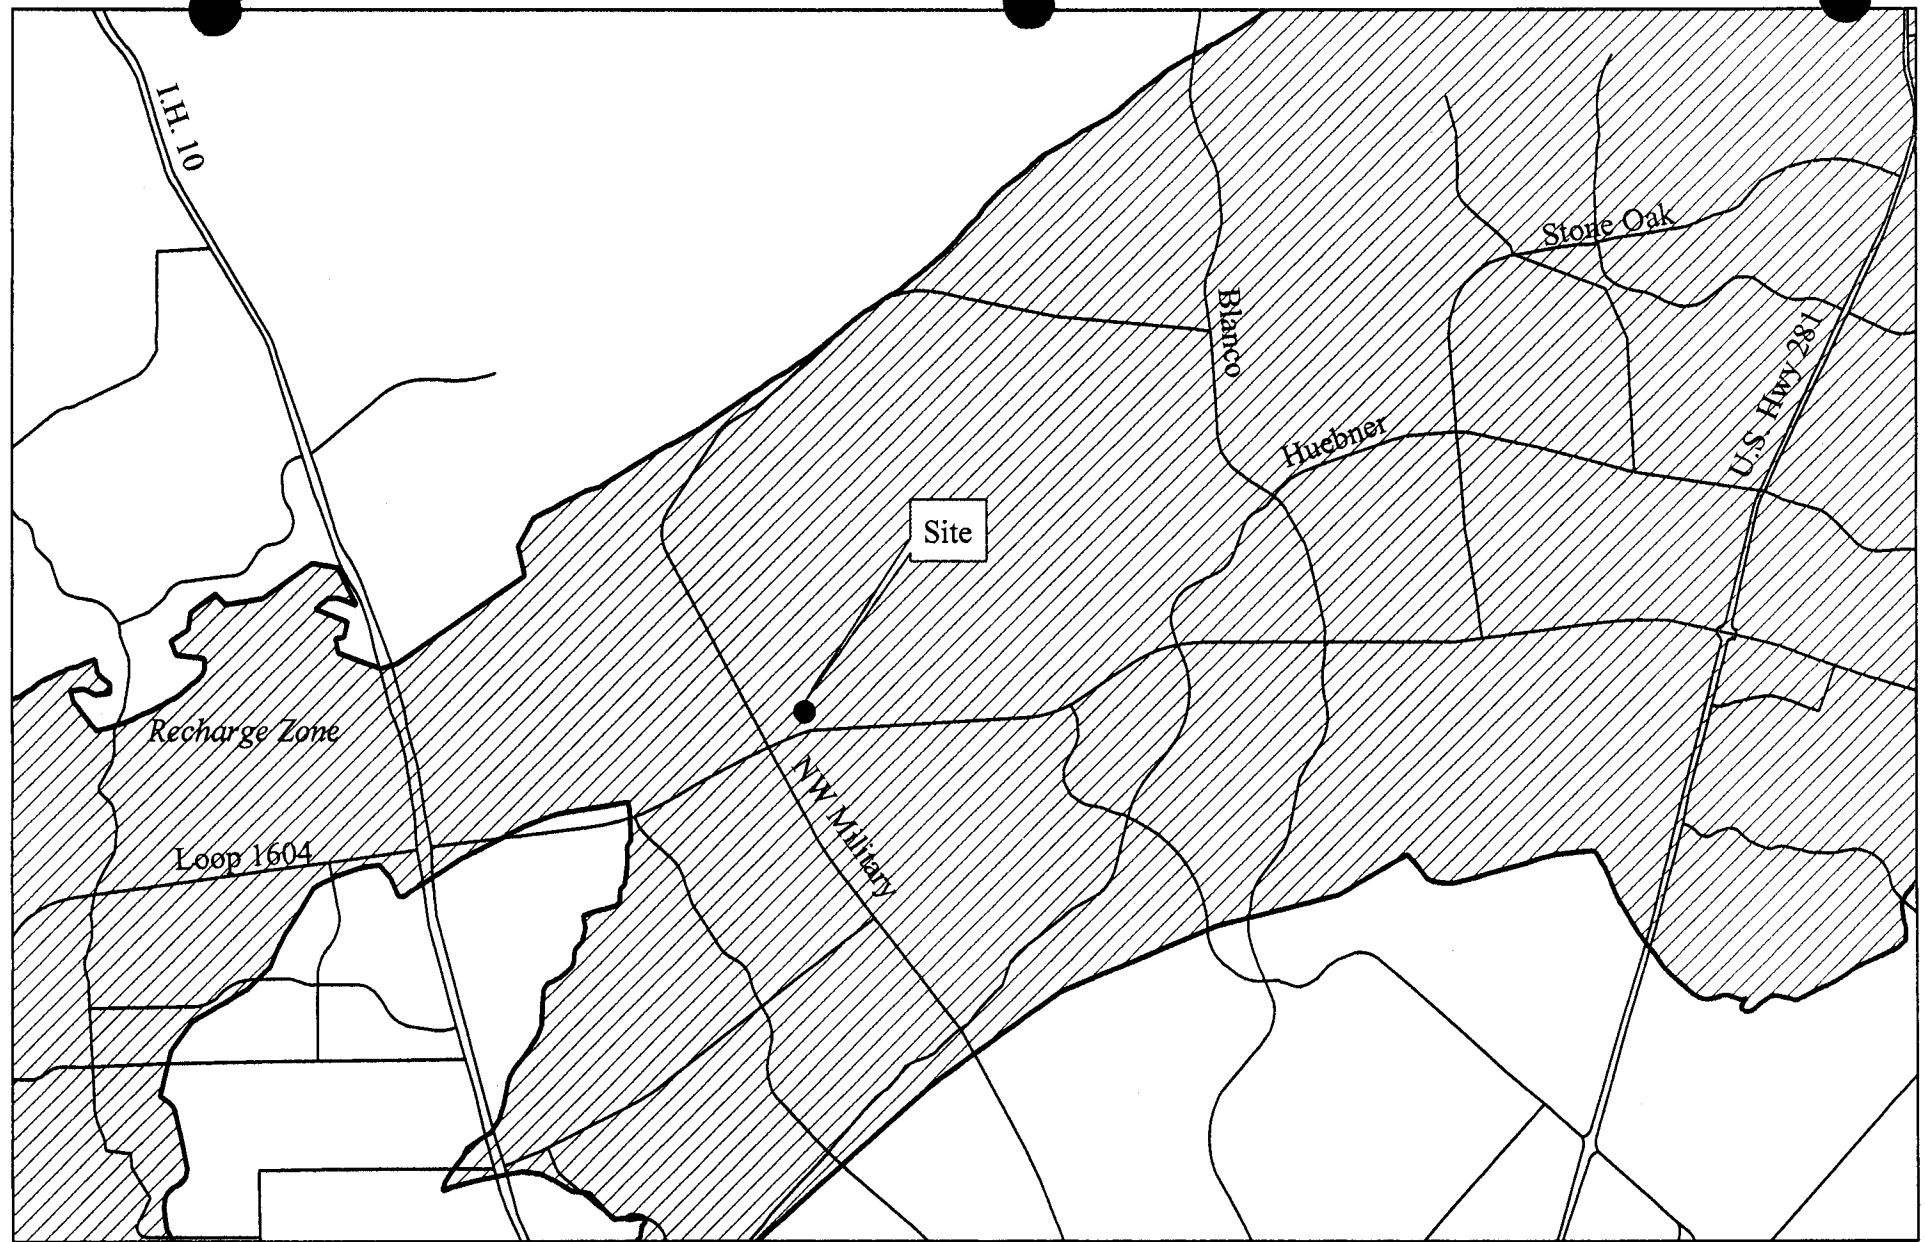 I.H. 10
Stone Oak
Blanco
U.S. Hwy 281
Huebner
Site
Recharge Zone
NW Military
Loop 1604